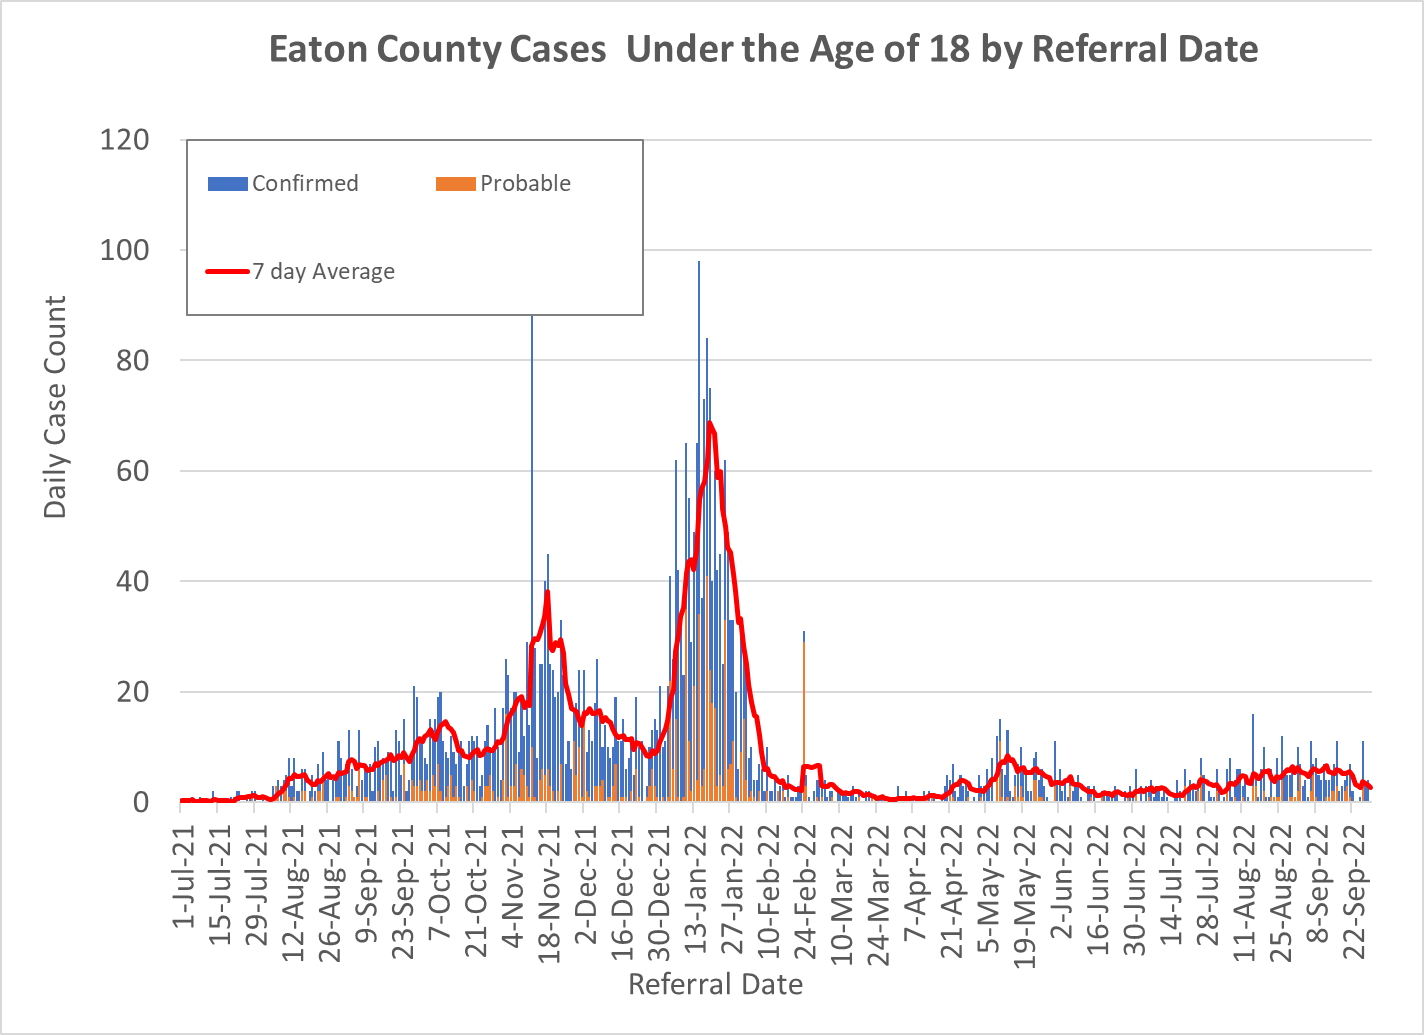 Eaton County Cases  Under the Age of 18 by Referral Date
120
100
80
60
40
20
0
Daily Case Count
Confirmed
Probable
7 day Average
1-Jul-21
15-Jul-21
29-Jul-21
12-Aug-21
26-Aug-21
9-Sep-21
23-Sep-21
7-Oct-21
21-Oct-21
4-Nov-21
18-Nov-21
2-Dec-21
16-Dec-21
30-Dec-21
13-Jan-22
27-Jan-22
10-Feb-22
24-Feb-22
10-Mar-22
24-Mar-22
7-Apr-22
21-Apr-22
5-May-22
19-May-22
2-Jun-22
16-Jun-22
30-Jun-22
14-Jul-22
28-Jul-22
11-Aug-22
25-Aug-22
8-Sep-22
22-Sep-22
Referral Date